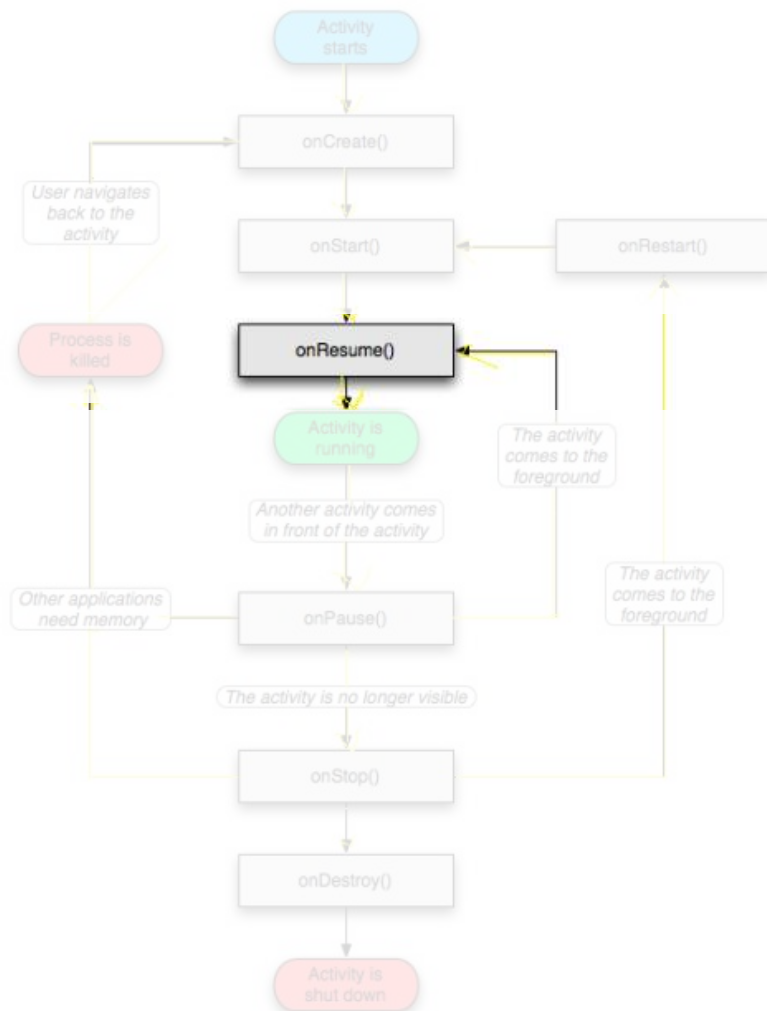 Activity
starts
onCreate()
User navigates
back to the
activity
onStart()
onRestart()
Process is
killed
onResume()
Activity is
running
The activity
comes to the
foreground
Another activity comes
in front of the activity
Other applications
need memory
onPause()
The activity
comes to the
foreground
The activity is no longer visible
onStop()
onDestroy()
Activity is
shut down